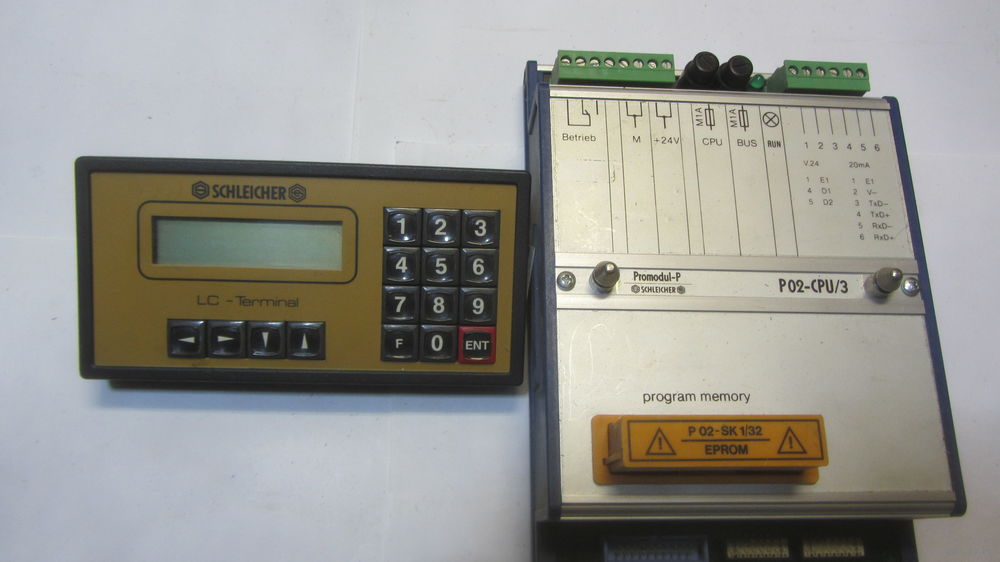 SCHLEICHER
LC - Terminal
1 2 3
4 5 6
7 8 9
F 0 ENT
Betrieb
M
+24V
M1A
CPU
M1A
BUS
RUN
1 2 3 4 5 6
V.24 20mA
1 E1 1 E1
4 D1 2 V-
5 D2 3 TxD-
4 TxD+
5 RxD-
6 RxD+
Promodul-P
SCHLEICHER
P02-CPU/3
program memory
P 02-SK 1/32
EPROM